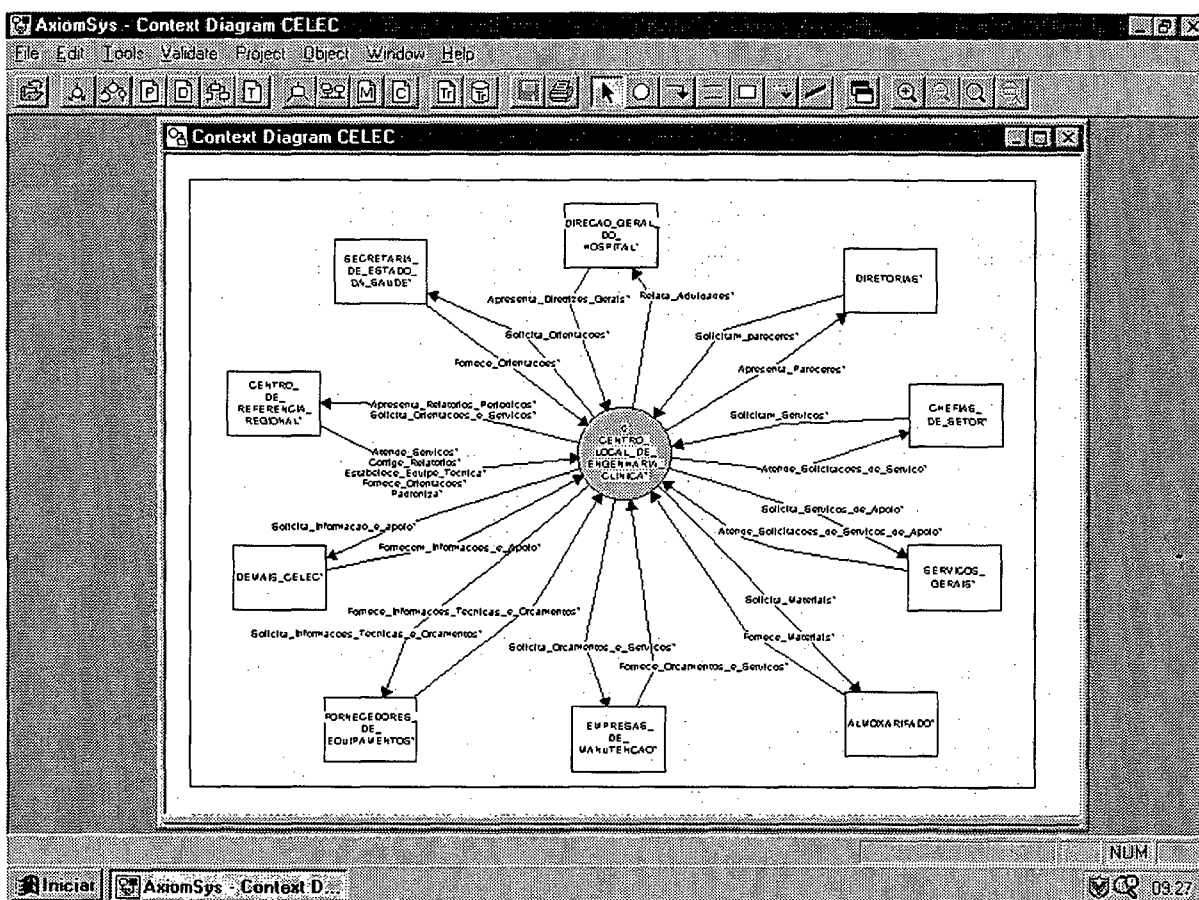 AxiomSys - Context Diagram CELEC
File Edit Tools Validate Project Object Window Help
P D T M C Tr Tr
Context Diagram CELEC
DIRECAO_GERAL_
DO_
HOSPITAL*
SECRETARIA_
DE_ESTADO_
DA_SAUDE*
DIRETORIAS*
Apresenta_Diretrizes_Gerais*
Relata_Atividades*
Solicita_Orientacoes*
Solicitam_pareceres*
Fornece_Orientacoes*
Apresenta_Pareceres*
CENTRO_
DE_
REFERENCIA_
REGIONAL*
Apresenta_Relatorios_Periodicos*
Solicita_Orientacoes_e_Servicos*
Solicitam_Servicos*
CHEFIAS_
DE_SETOR*
0
CENTRO_
LOCAL_DE_
ENGENHARIA_
CLINICA*
Atende_Servicos*
Corrige_Relatorios*
Estabelece_Equipe_Tecnica*
Fornece_Orientacoes*
Padroniza*
Atende_Solicitacoes_de_Servico*
Solicita_Servicos_de_Apoio*
Solicita_Informacao_e_apoio*
Atende_Solicitacoes_de_Servicos_de_Apoio*
Fornecem_Informacoes_e_Apoio*
DEMAIS_CELEC*
SERVICOS_
GERAIS*
Solicita_Materiais*
Fornece_Informacoes_Tecnicas_e_Orcamentos*
Solicita_Informacoes_Tecnicas_e_Orcamentos*
Fornece_Materiais*
Solicita_Orcamentos_e_Servicos*
Fornece_Orcamentos_e_Servicos*
FORNECEDORES_
DE_
EQUIPAMENTOS*
EMPRESAS_
DE_
MANUTENCAO*
ALMOXARIFADO*
NUM
Iniciar
AxiomSys - Context D...
09:27